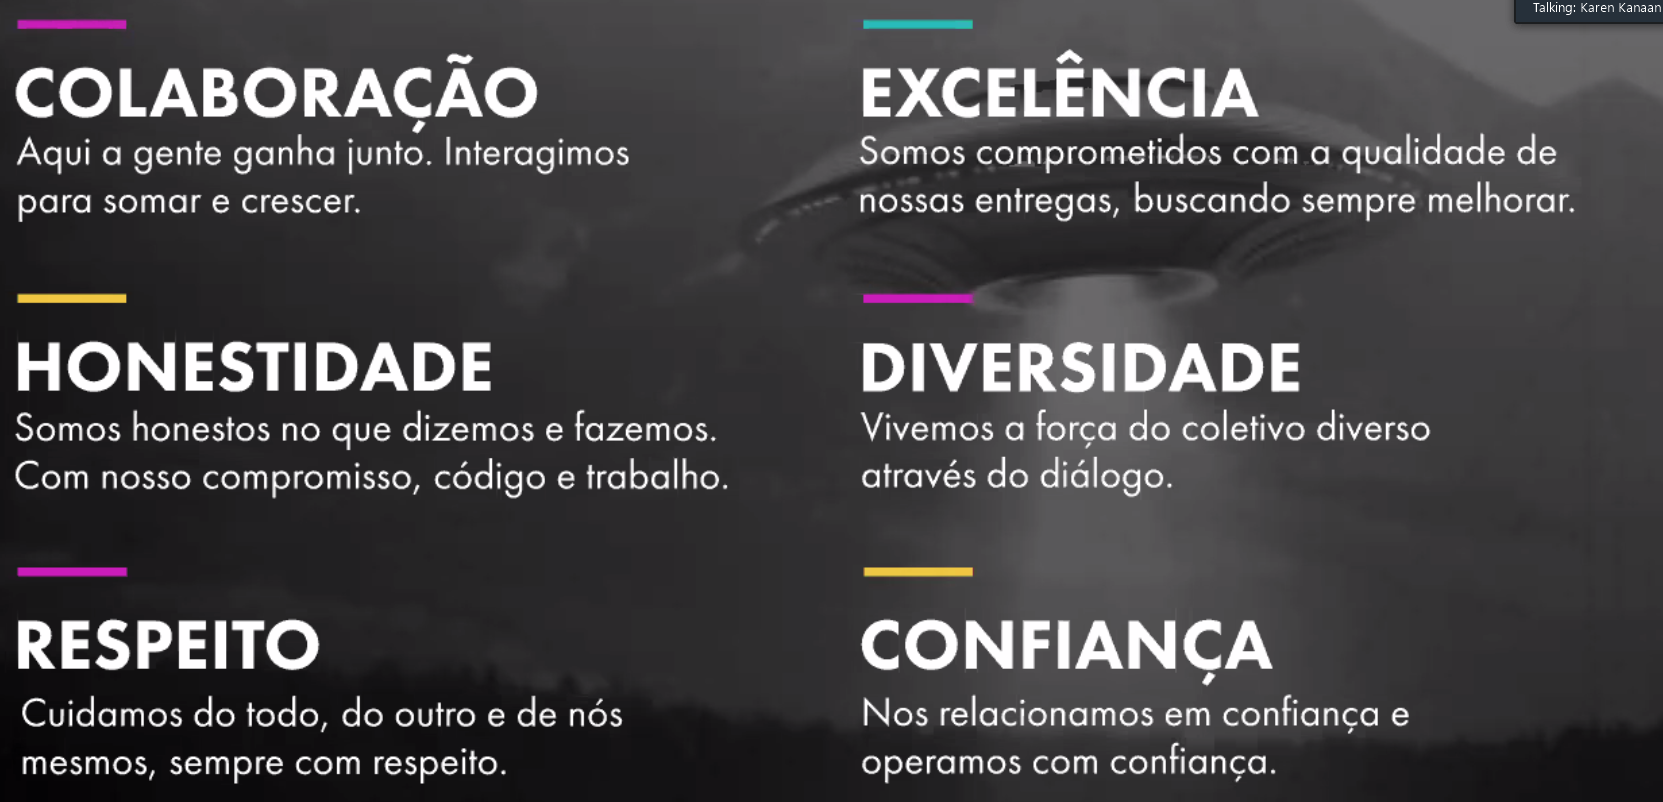 Talking: Karen Kanaan
COLABORAÇÃO
Aqui a gente ganha junto. Interagimos
para somar e crescer.
EXCELÊNCIA
Somos comprometidos com a qualidade de
nossas entregas, buscando sempre melhorar.
HONESTIDADE
Somos honestos no que dizemos e fazemos.
Com nosso compromisso, código e trabalho.
DIVERSIDADE
Vivemos a força do coletivo diverso
através do diálogo.
RESPEITO
Cuidamos do todo, do outro e de nós
mesmos, sempre com respeito.
CONFIANÇA
Nos relacionamos em confiança e
operamos com confiança.